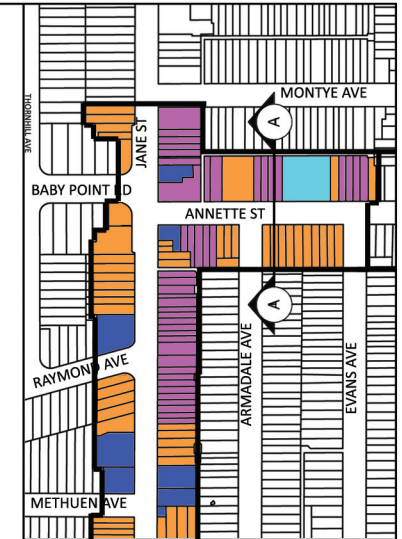 MONTYE AVE
THORNHILL AVE
JANE ST
A
BABY POINT RD
ANNETTE ST
A
RAYMOND AVE
ARMADALE AVE
EVANS AVE
METHUEN AVE